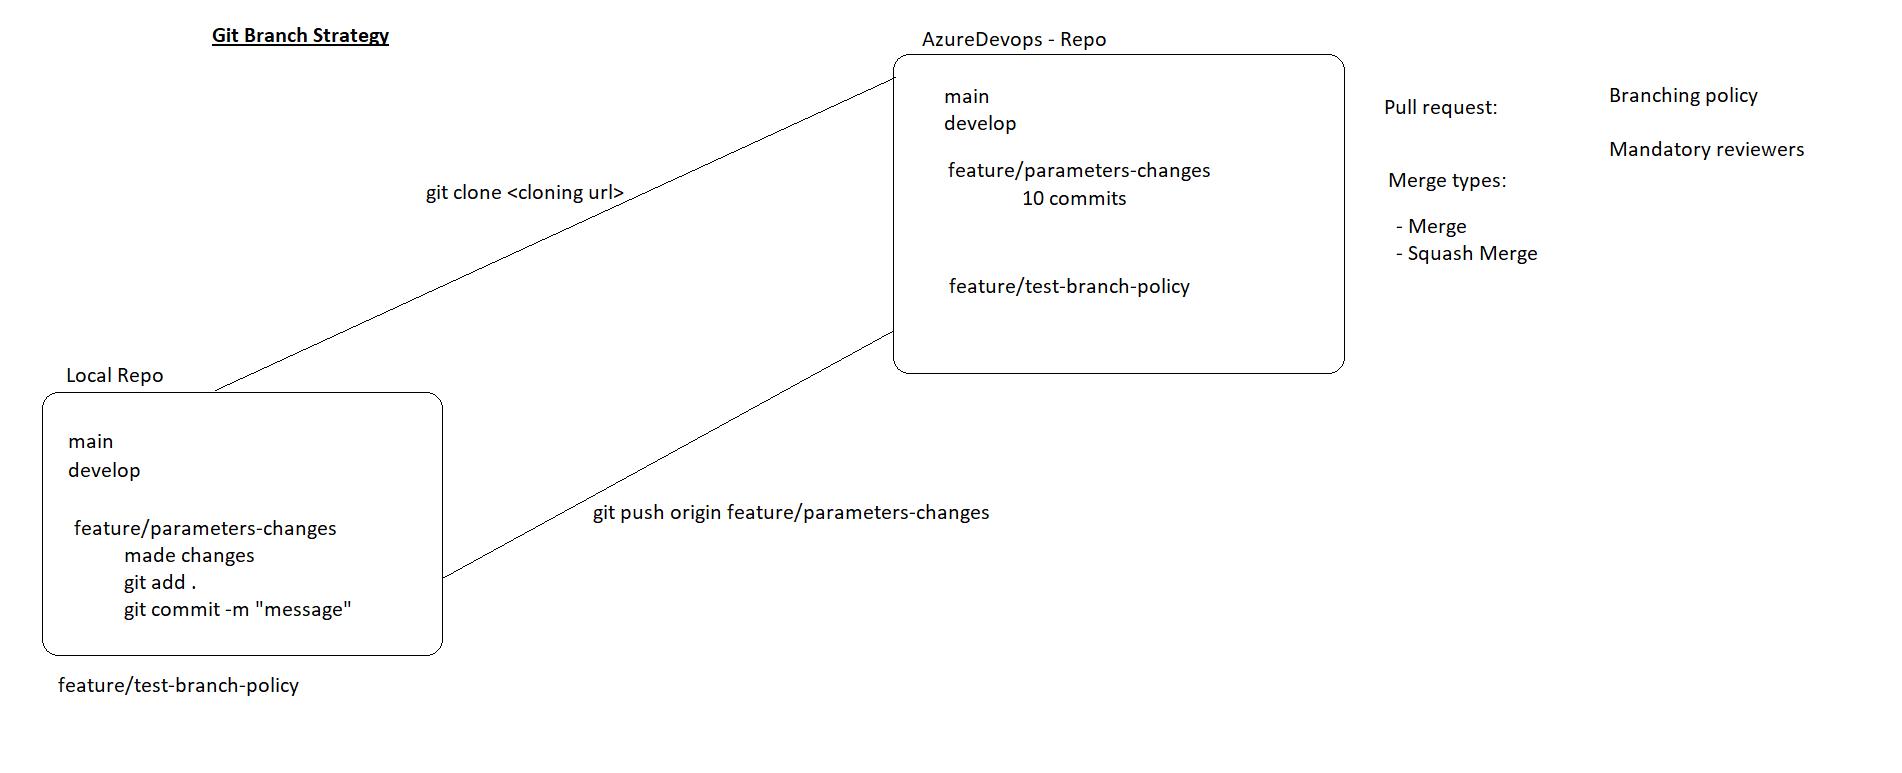 Git Branch Strategy
AzureDevops - Repo
main
develop
feature/parameters-changes
10 commits
feature/test-branch-policy
Pull request:
Merge types:
- Merge
- Squash Merge
Branching policy
Mandatory reviewers
git clone <cloning url>
Local Repo
main
develop
feature/parameters-changes
made changes
git add .
git commit -m "message"
feature/test-branch-policy
git push origin feature/parameters-changes